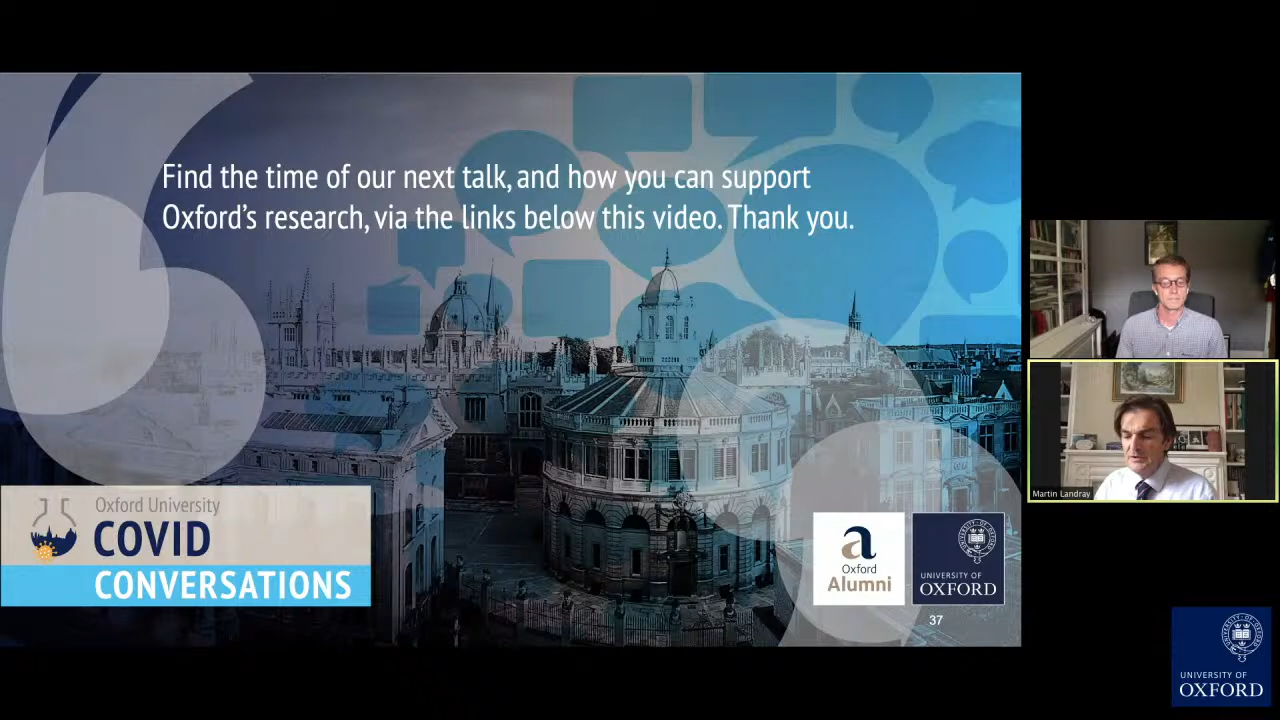 Find the time of our next talk, and how you can support
Oxford's research, via the links below this video. Thank you.
Oxford University
COVID
CONVERSATIONS
a
Oxford
Alumni
UNIVERSITY OF
OXFORD
37
Martin Landray
UNIVERSITY OF
OXFORD